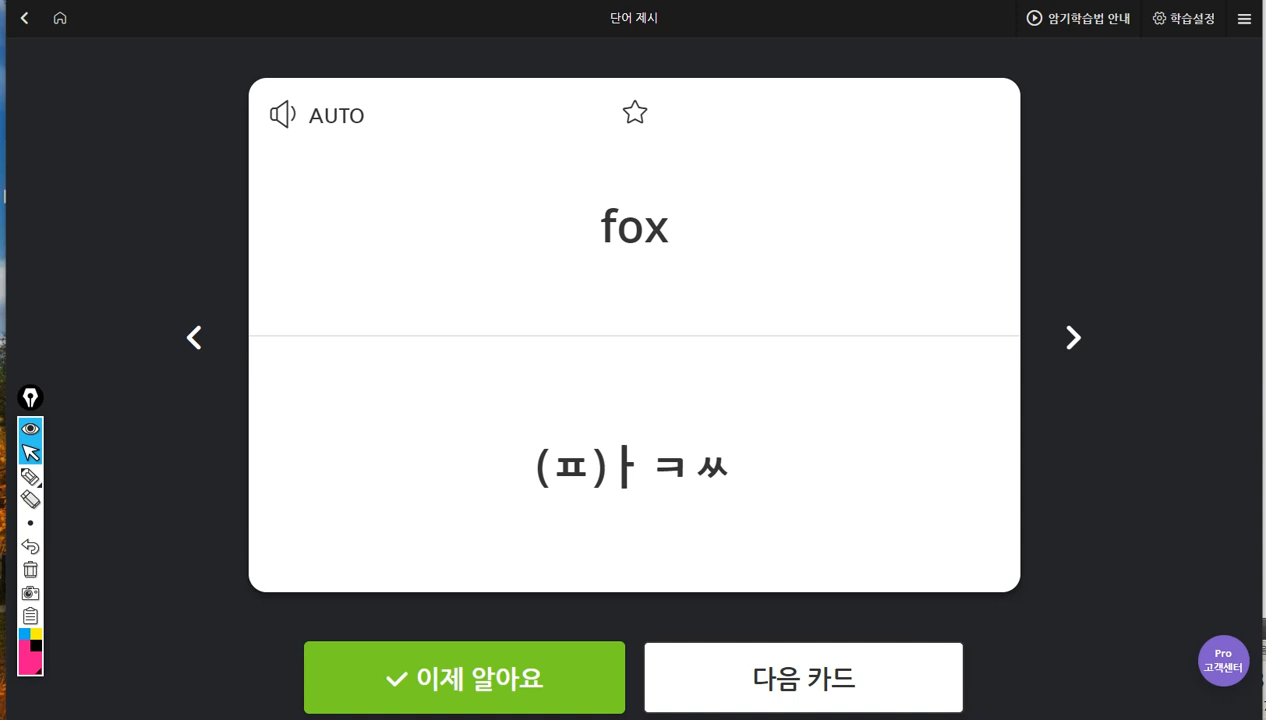 단어 제시
암기학습법 안내
학습설정
AUTO
fox
(ㅍ)ㅏ ㅋㅆ
이제 알아요
다음 카드
Pro
고객센터